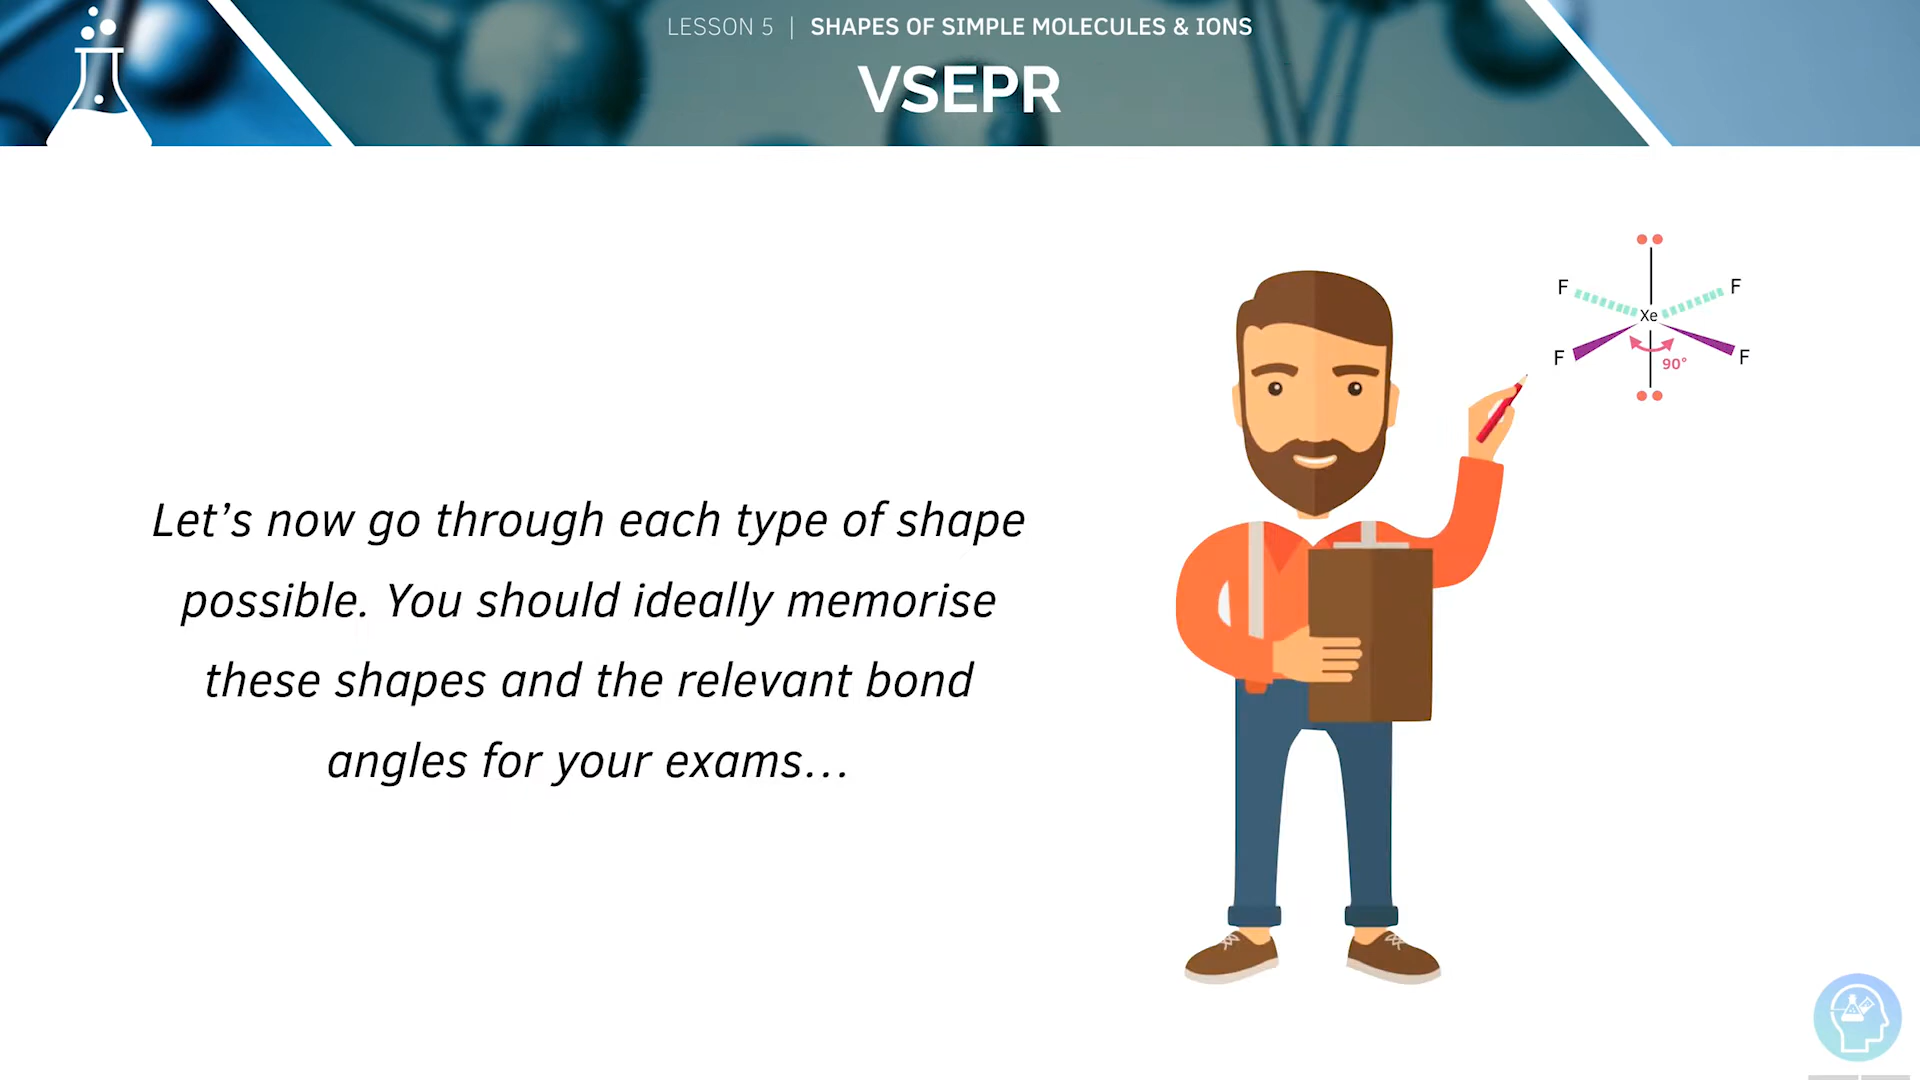 LESSON 5 | SHAPES OF SIMPLE MOLECULES & IONS
VSEPR
F
F
Xe
F
F
90°
Let’s now go through each type of shape
possible. You should ideally memorise
these shapes and the relevant bond
angles for your exams…